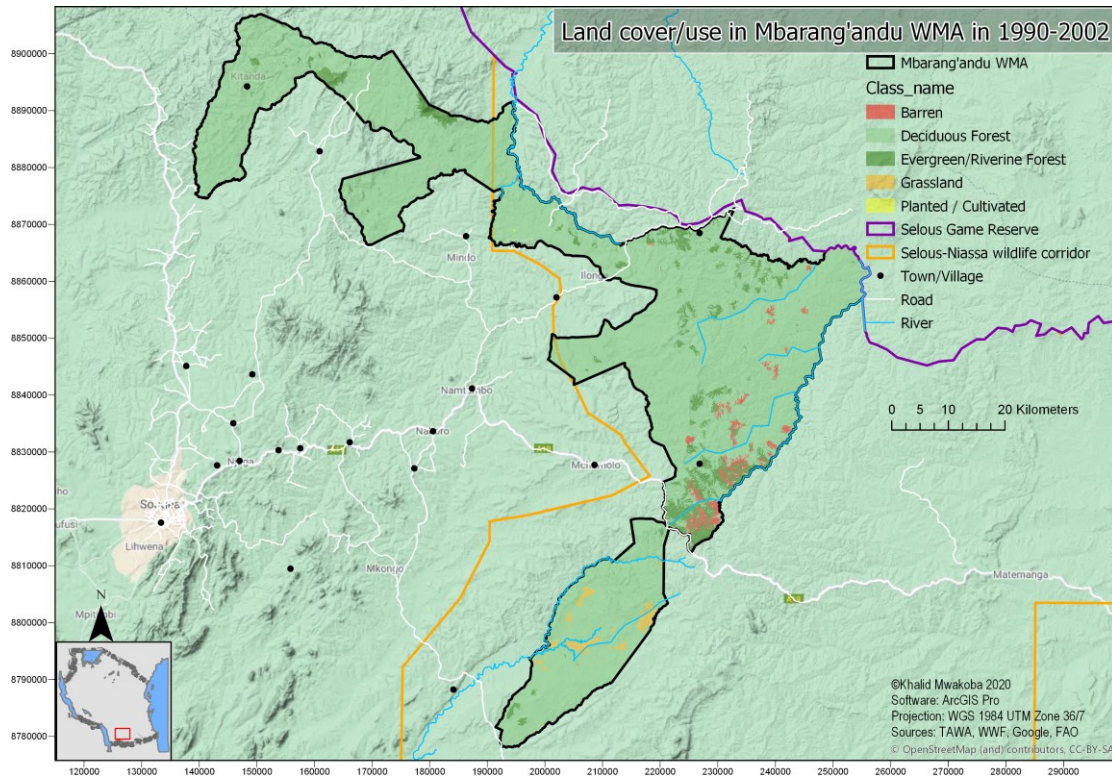 Land cover/use in Mbarang'andu WMA in 1990-2002
Mbarang'andu WMA
Class_name
Barren
Deciduous Forest
Evergreen/Riverine Forest
Grassland
Planted / Cultivated
Selous Game Reserve
Selous-Niassa wildlife corridor
Town/Village
Road
River
0 5 10 20 Kilometers
8900000
8890000
8880000
8870000
8860000
8850000
8840000
8830000
8820000
8810000
8800000
8790000
8780000
Kitanda
Mindo
Ilonga
Namtumbo
Lihwena
Mkongo
Matemanga
N
©Khalid Mwakoba 2020
Software: ArcGIS Pro
Projection: WGS 1984 UTM Zone 36/7
Sources: TAWA, WWF, Google, FAO
© OpenStreetMap (and) contributors, CC-BY-SA
120000 130000 140000 150000 160000 170000 180000 190000 200000 210000 220000 230000 240000 250000 260000 270000 280000 290000